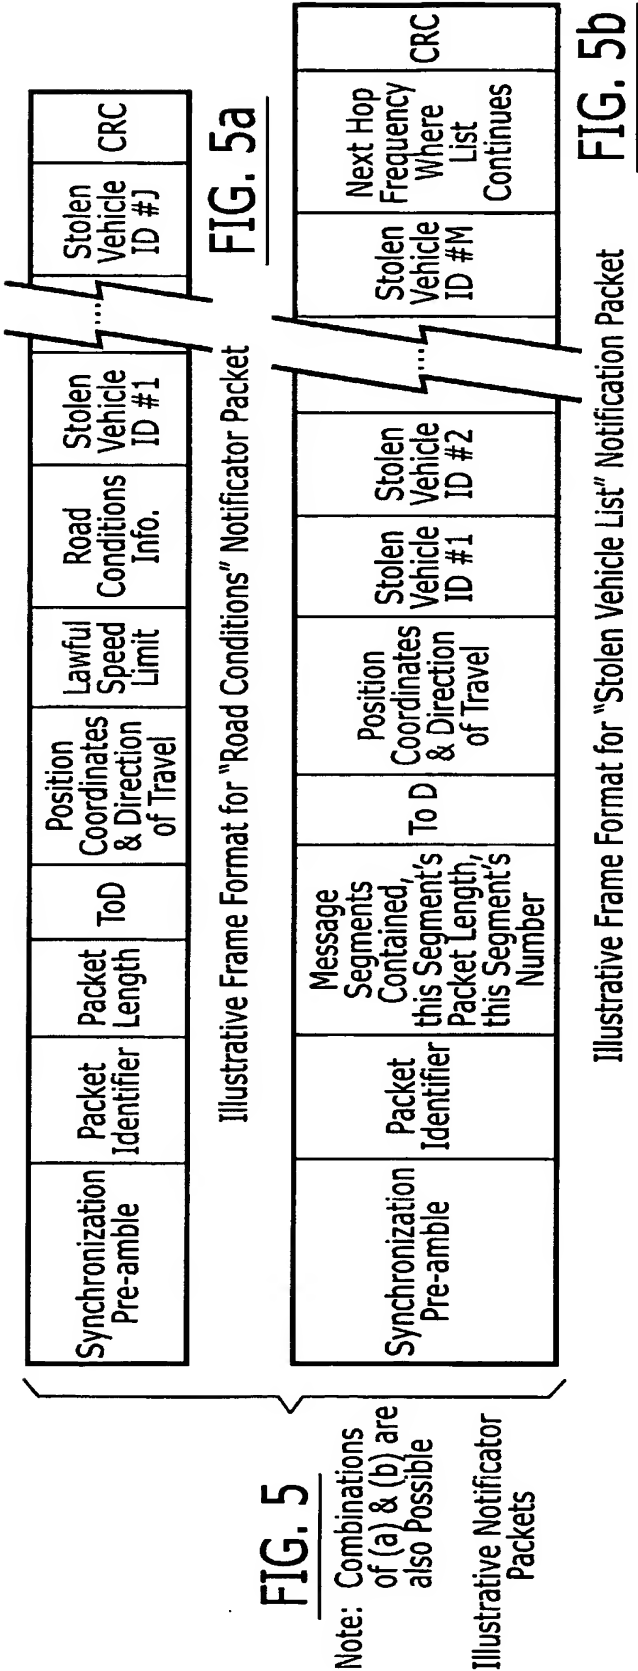 FIG. 5
Note: Combinations
of (a) & (b) are
also Possible
Illustrative Notificator
Packets
Synchronization
Pre-amble
Packet
Identifier
Packet
Length
ToD
Position
Coordinates
& Direction
of Travel
Lawful
Speed
Limit
Road
Conditions
Info.
Stolen
Vehicle
ID #1
....
Stolen
Vehicle
ID #J
CRC
FIG. 5a
Illustrative Frame Format for "Road Conditions" Notificator Packet
Synchronization
Pre-amble
Packet
Identifier
Message
Segments
Contained,
this Segment's
Packet Length,
this Segment's
Number
To D
Position
Coordinates
& Direction
of Travel
Stolen
Vehicle
ID #1
Stolen
Vehicle
ID #2
...
Stolen
Vehicle
ID #M
Next Hop
Frequency
Where
List
Continues
CRC
Illustrative Frame Format for "Stolen Vehicle List" Notification Packet
FIG. 5b